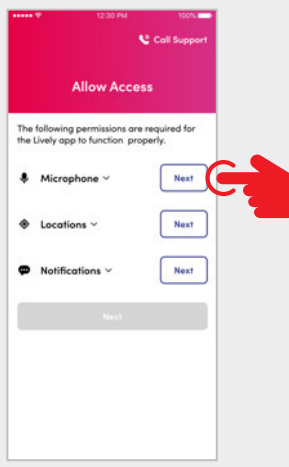 12:30 PM 100%
Call Support
Allow Access
The following permissions are required for
the Lively app to function properly.
Microphone Next
Locations Next
Notifications Next
Next